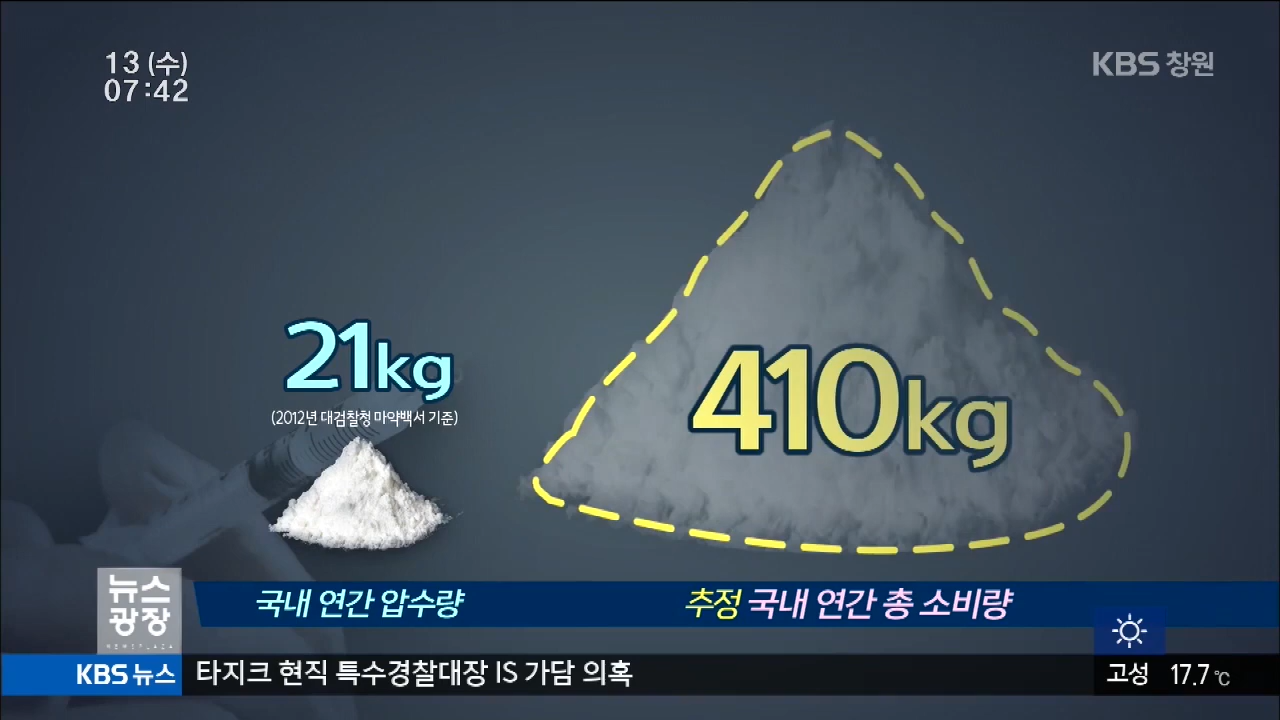 13 (수)
07:42
KBS 창원
21kg
(2012년 대검찰청 마약백서 기준)
410kg
국내 연간 압수량
추정 국내 연간 총 소비량
뉴스
광장
NEWSPLAZA
KBS 뉴스
타지크 현직 특수경찰대장 IS 가담 의혹
고성 17.7℃